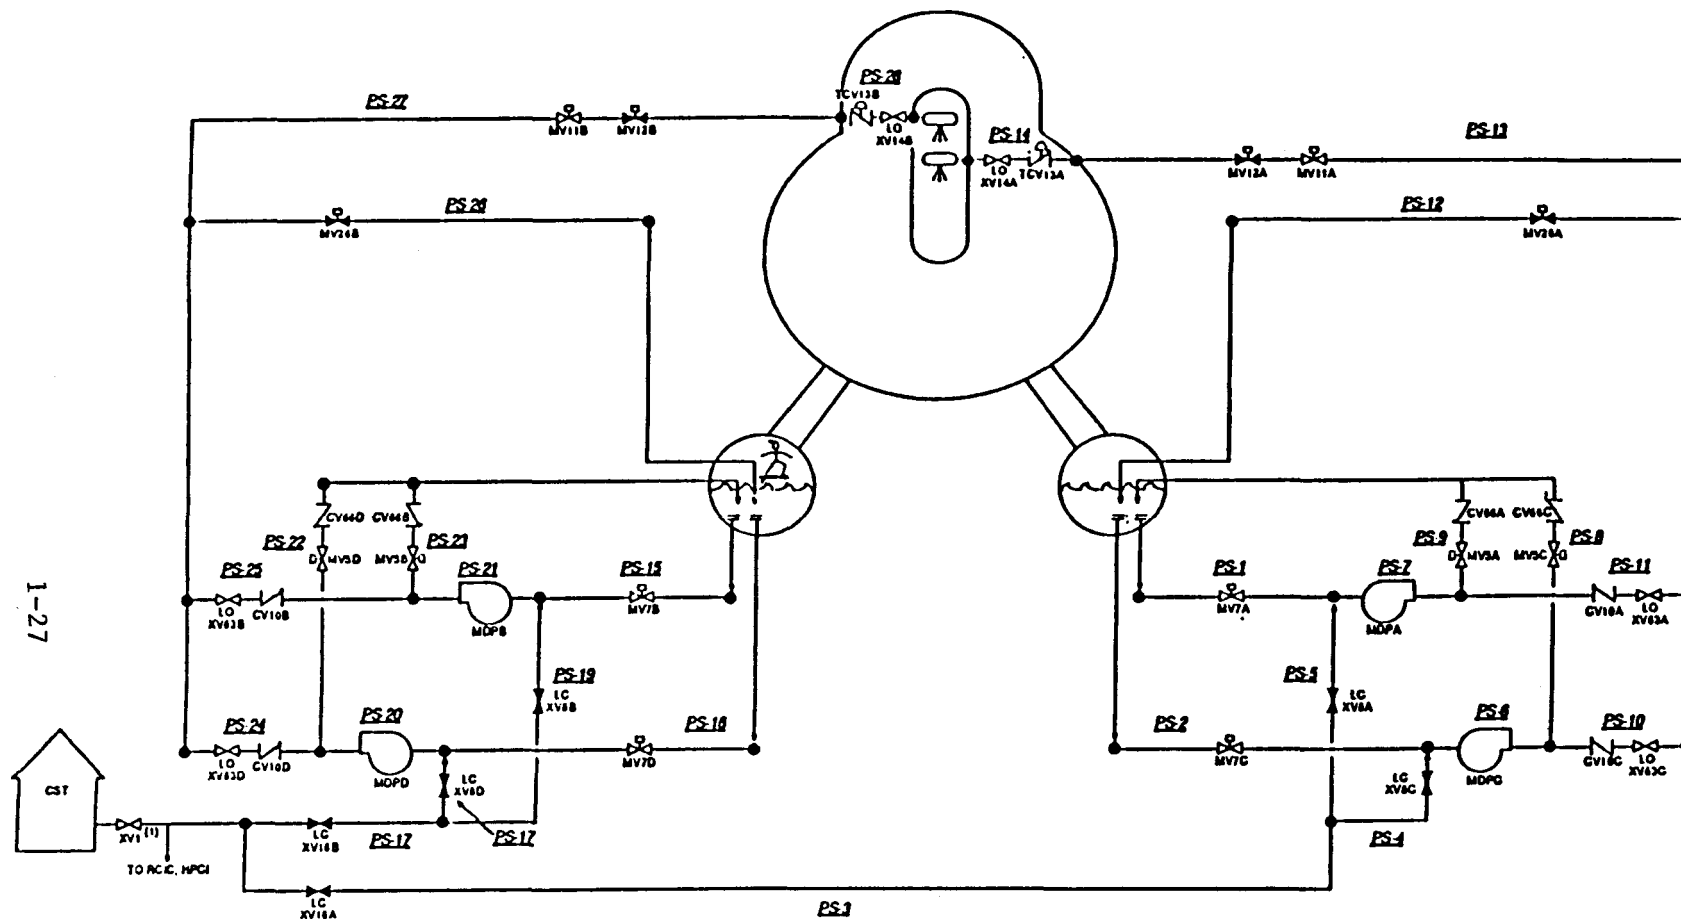 PS-28
TCV13B
PS-27
PS-14
PS-13
MV11B
MV12B
LO
XV14B
LO
XV14A
TCV13A
MV12A
MV11A
PS-26
PS-12
MV26B
MV26A
CV66D
CV66B
CV66A
CV66C
PS-22
MV5D
MV5B
PS-23
PS-9
MV5A
MV5C
PS-8
PS-25
PS-21
PS-15
PS-1
PS-7
PS-11
LO
XV63B
CV10B
MDPB
MV7B
MV7A
MDPA
CV10A
LO
XV63A
1-27
PS-19
LC
XV8B
PS-5
LC
XV8A
PS-24
PS-20
PS-16
PS-2
PS-6
PS-10
LO
XV63D
CV10D
MDPD
LC
XV8D
MV7D
MV7C
LC
XV8C
MDPC
CV10C
LO
XV63C
CST
XV1 (1)
LC
XV16B
PS-17
PS-17
PS-4
TO RCIC, HPCI
LC
XV16A
PS-3